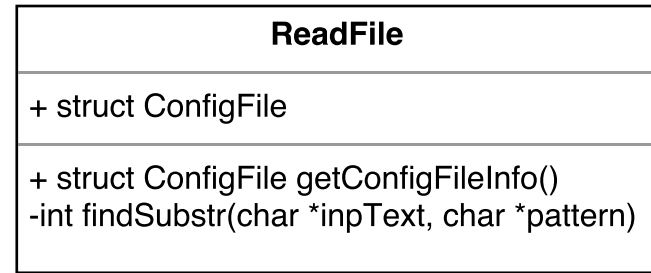 ReadFile
+ struct ConfigFile
+ struct ConfigFile getConfigFileInfo()
-int findSubstr(char *inpText, char *pattern)